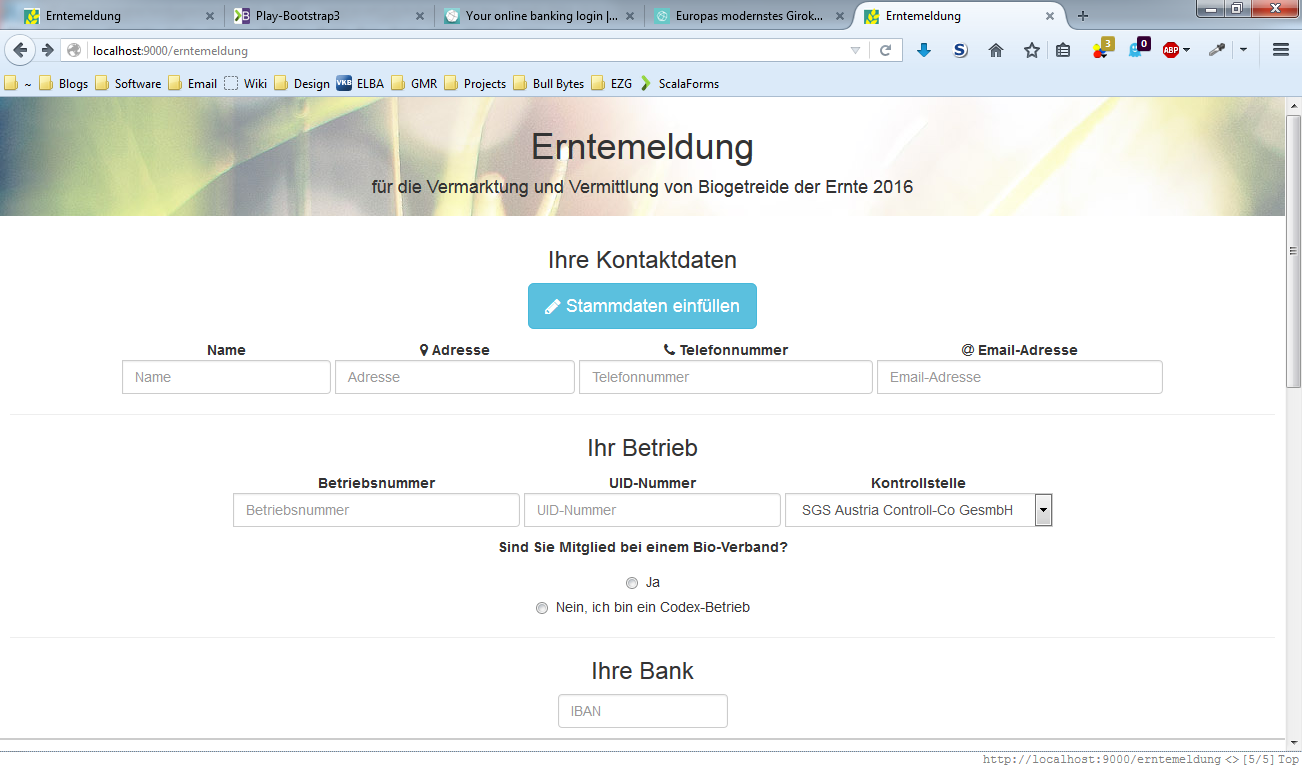 Erntemeldung
Play-Bootstrap3
Your online banking login |...
Europas modernstes Girok...
Erntemeldung
localhost:9000/erntemeldung
3
0
ABP
~
Blogs
Software
Email
Wiki
Design
VKB
ELBA
GMR
Projects
Bull Bytes
EZG
ScalaForms
Erntemeldung
für die Vermarktung und Vermittlung von Biogetreide der Ernte 2016
Ihre Kontaktdaten
Stammdaten einfüllen
Name Adresse Telefonnummer @ Email-Adresse
Name Adresse Telefonnummer Email-Adresse
Ihr Betrieb
Betriebsnummer UID-Nummer Kontrollstelle
Betriebsnummer UID-Nummer SGS Austria Controll-Co GesmbH
Sind Sie Mitglied bei einem Bio-Verband?
Ja
Nein, ich bin ein Codex-Betrieb
Ihre Bank
IBAN
http://localhost:9000/erntemeldung <> [5/5] Top